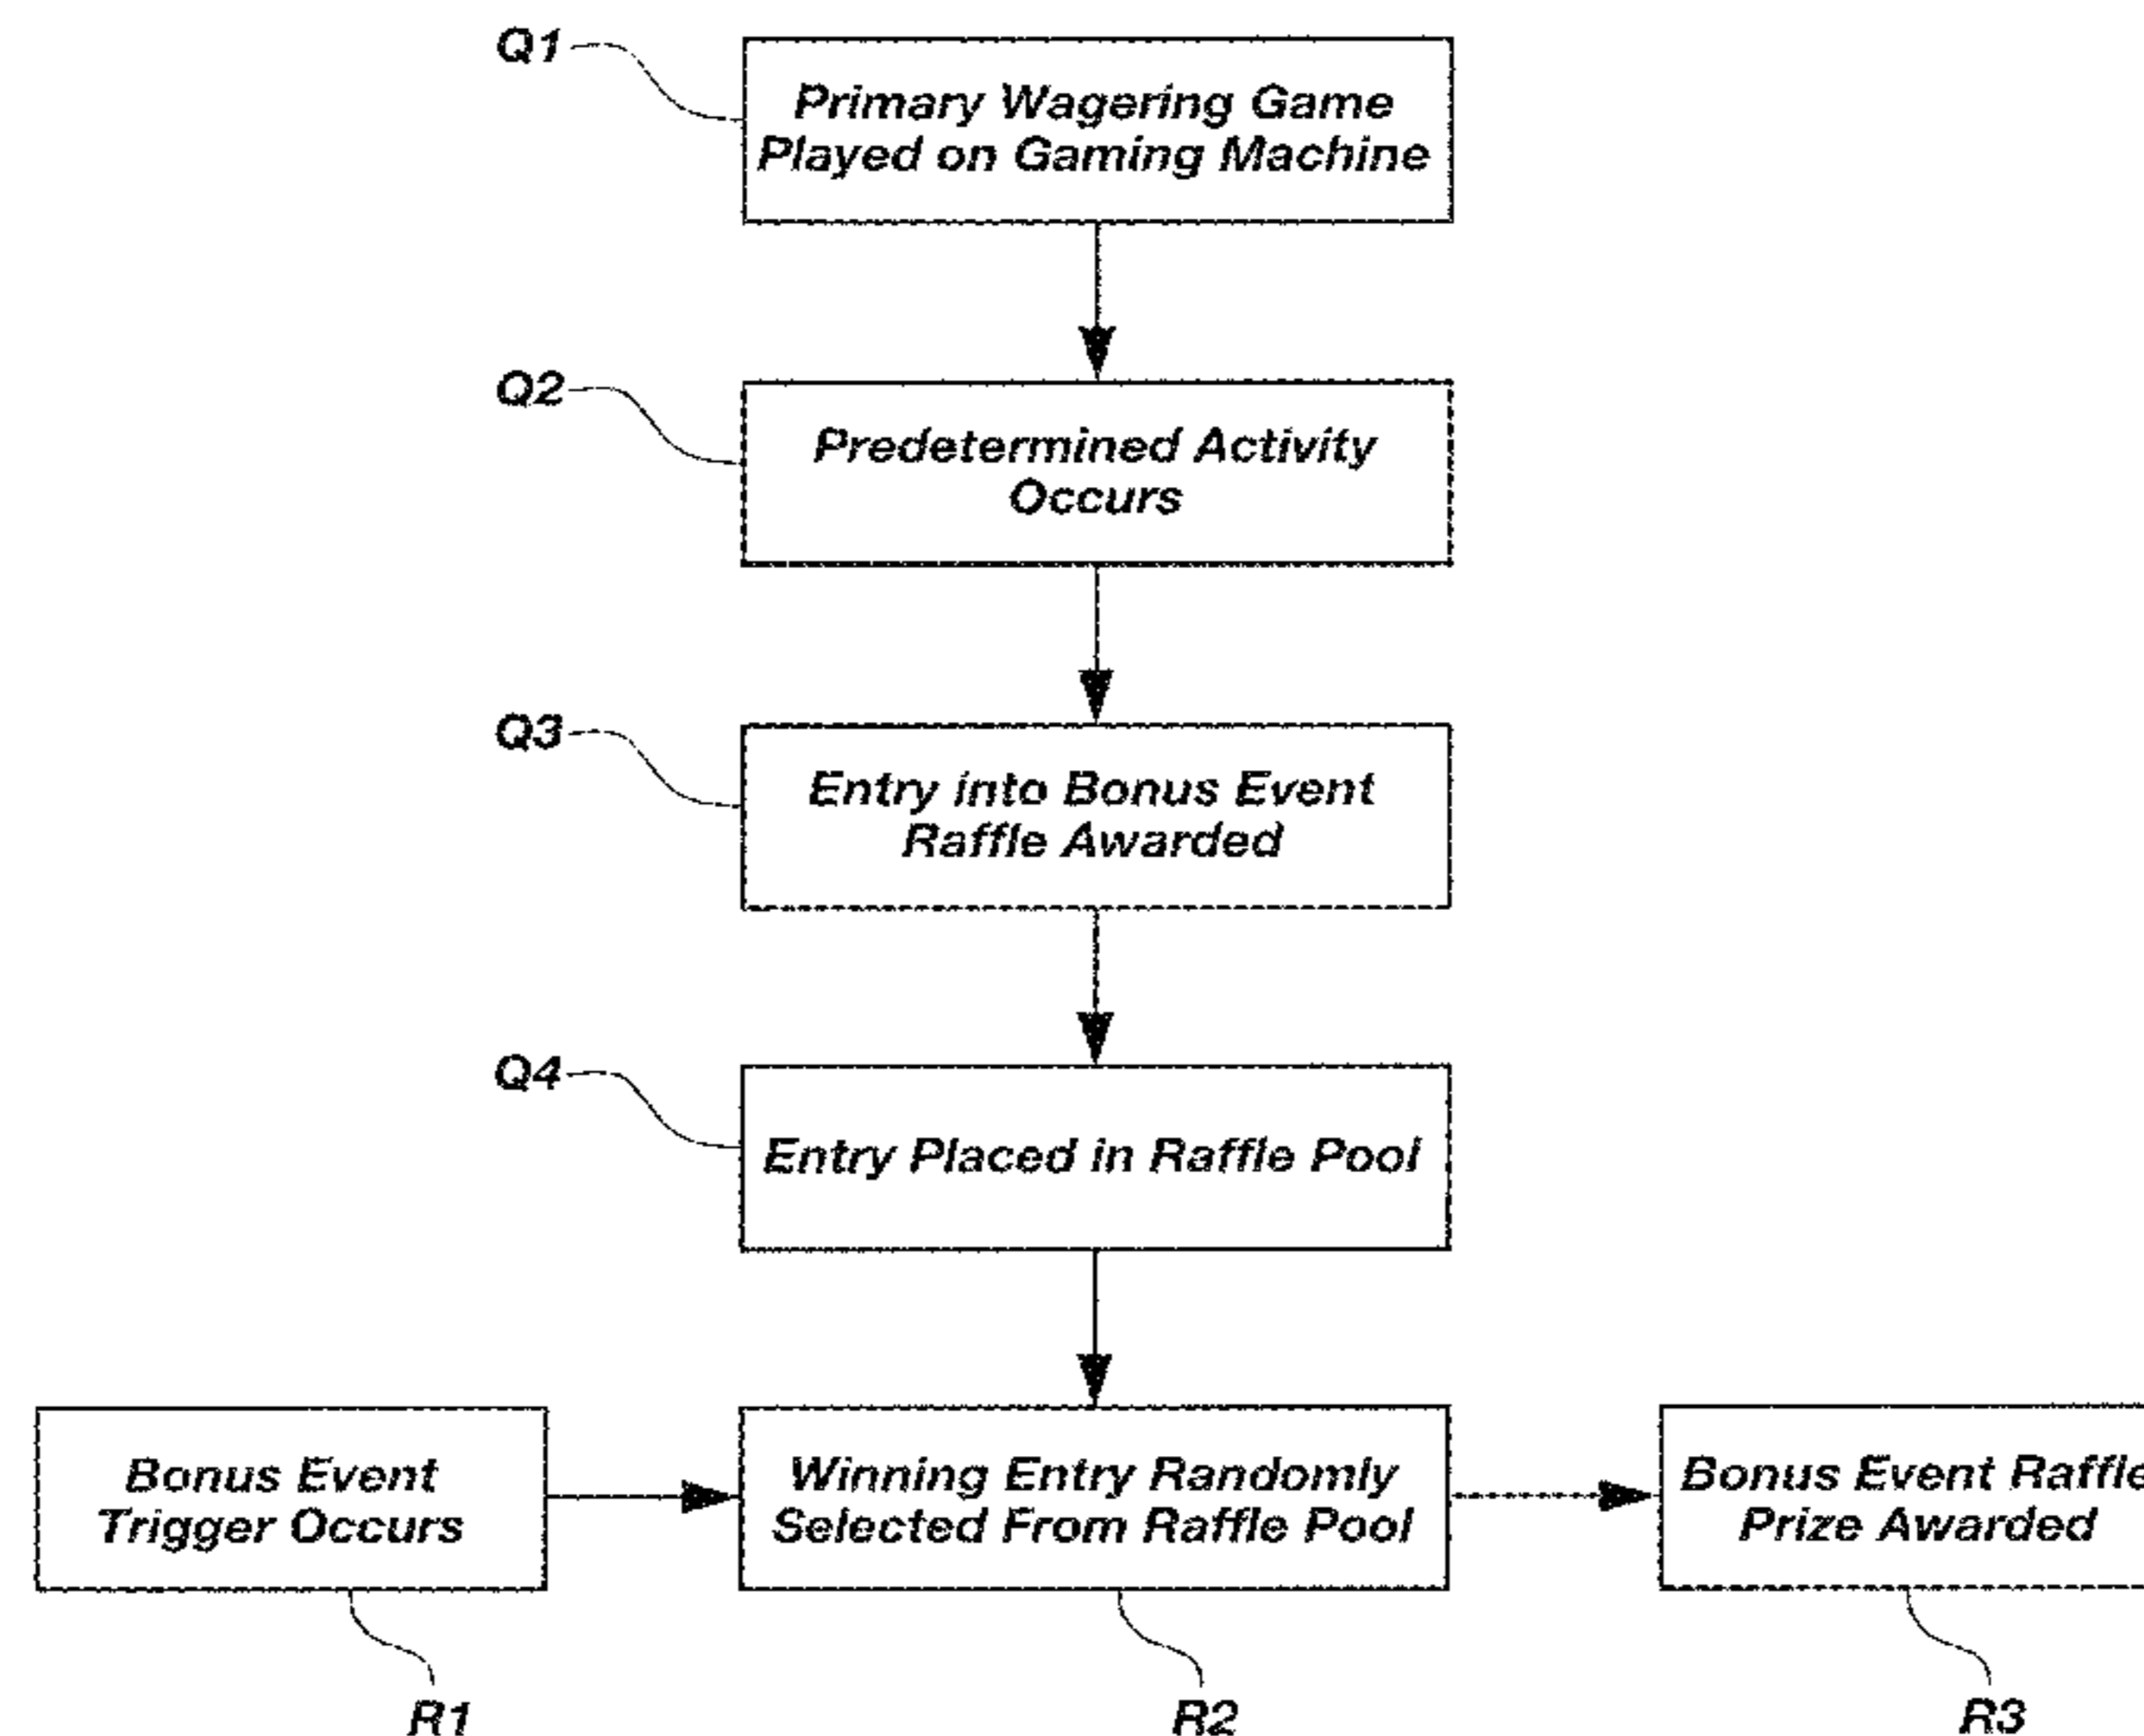 Q1
Primary Wagering Game
Played on Gaming Machine
Q2
Predetermined Activity
Occurs
Q3
Entry into Bonus Event
Raffle Awarded
Q4
Entry Placed in Raffle Pool
Bonus Event
Trigger Occurs
Winning Entry Randomly
Selected From Raffle Pool
Bonus Event Raffle
Prize Awarded
R1
R2
R3